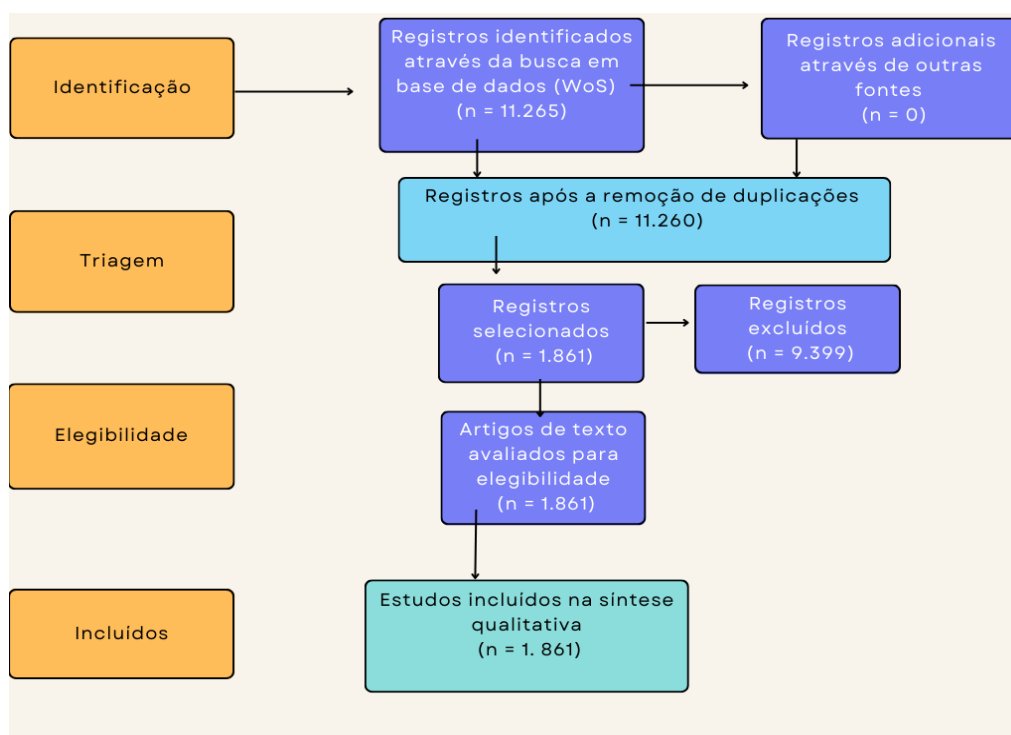 Identificação
Registros identificados
através da busca em
base de dados (WoS)
(n = 11.265)
Registros adicionais
através de outras
fontes
(n = 0)
Registros após a remoção de duplicações
(n = 11.260)
Triagem
Registros
selecionados
(n = 1.861)
Registros
excluídos
(n = 9.399)
Elegibilidade
Artigos de texto
avaliados para
elegibilidade
(n = 1.861)
Incluídos
Estudos incluídos na síntese
qualitativa
(n = 1. 861)